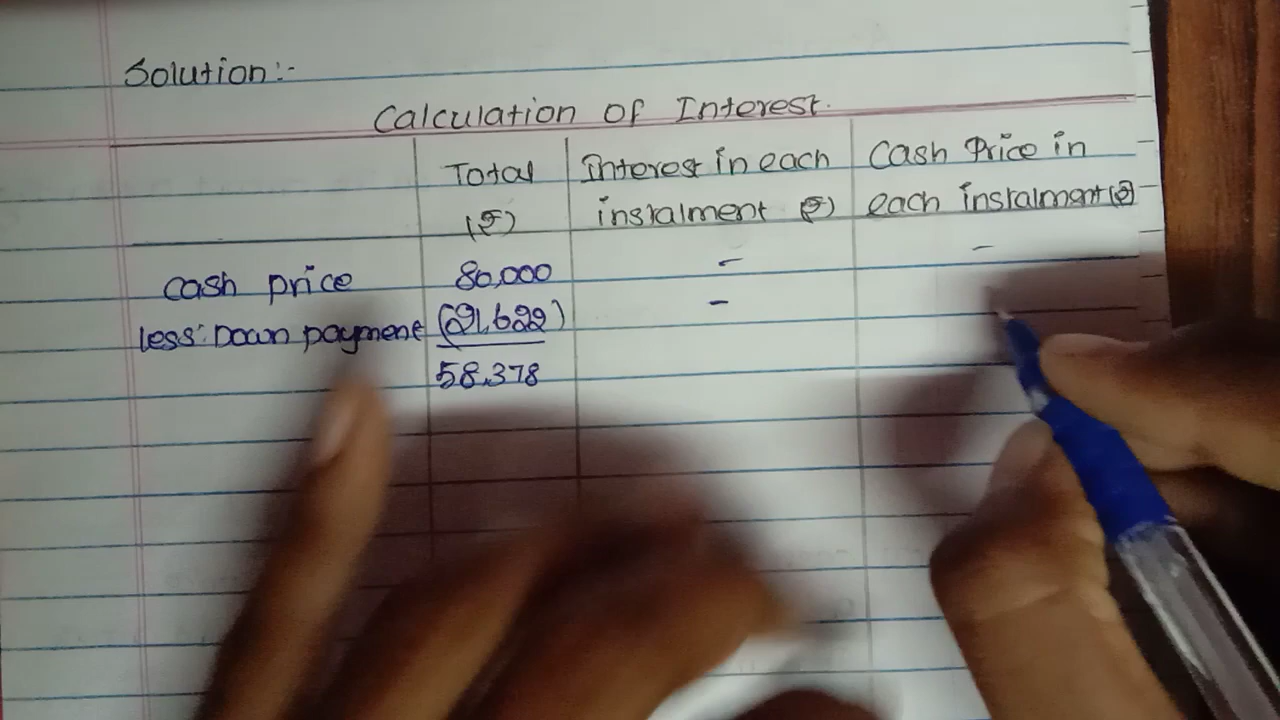 Solution:-
Calculation of Interest.
Total (₹) Interest in each instalment (₹) Cash Price in each instalment (₹)
Cash price 80,000 - -
less: Down payment (21,622) -
58,378